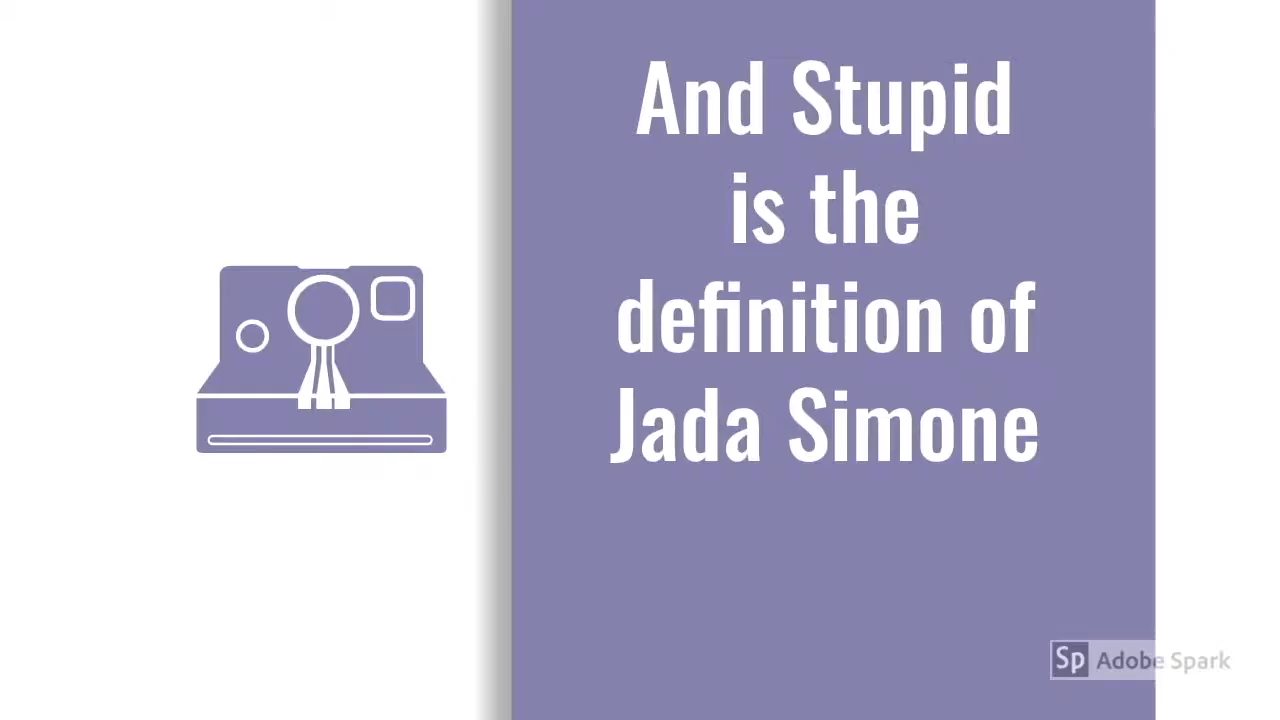 And Stupid
is the
definition of
Jada Simone
Sp Adobe Spark